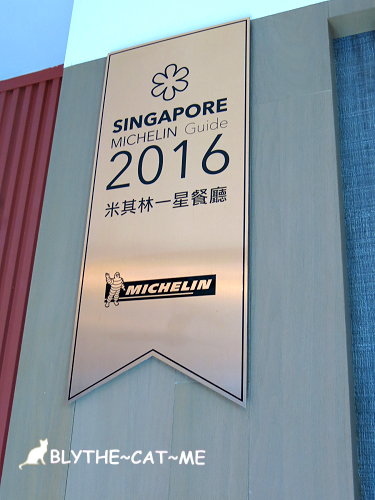 SINGAPORE
MICHELIN Guide
2016
米其林一星餐廳
MICHELIN
BLYTHE~CAT~ME